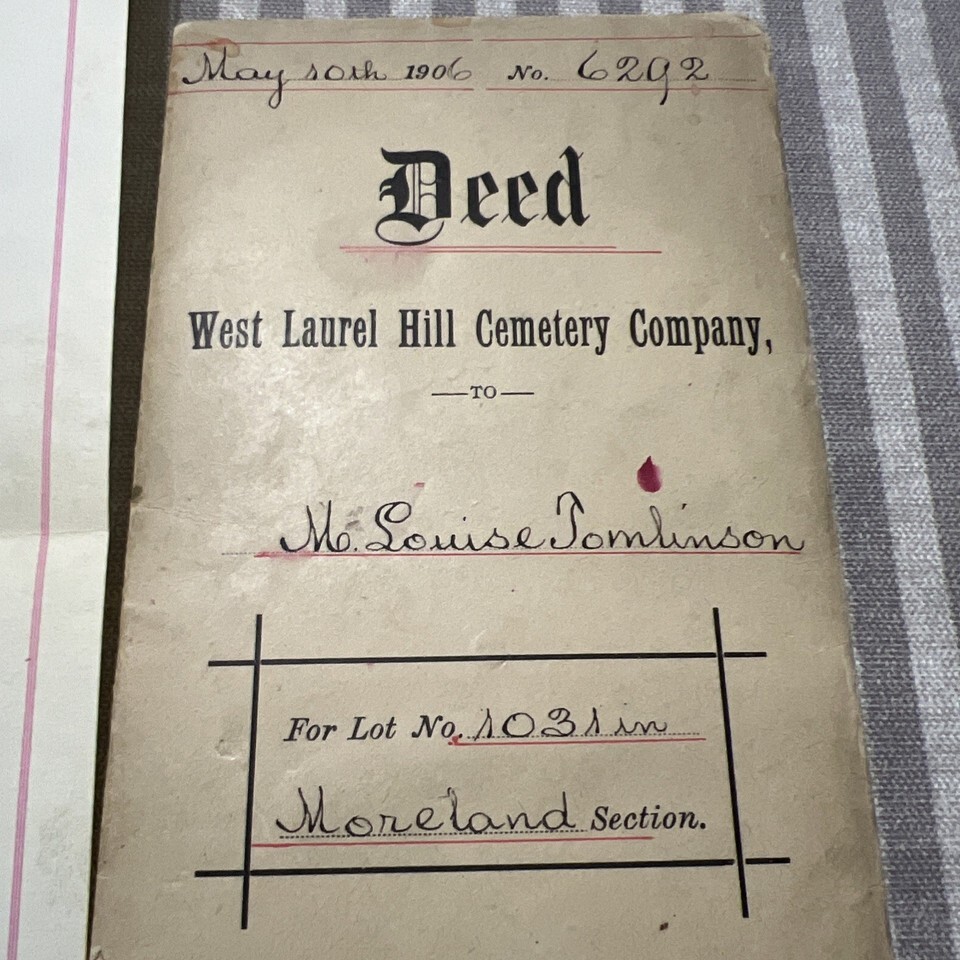 May 10th 1906 No. 6292
Deed
West Laurel Hill Cemetery Company,
—TO—
M. Louise Tomlinson
For Lot No. 1031 in
Moreland Section.